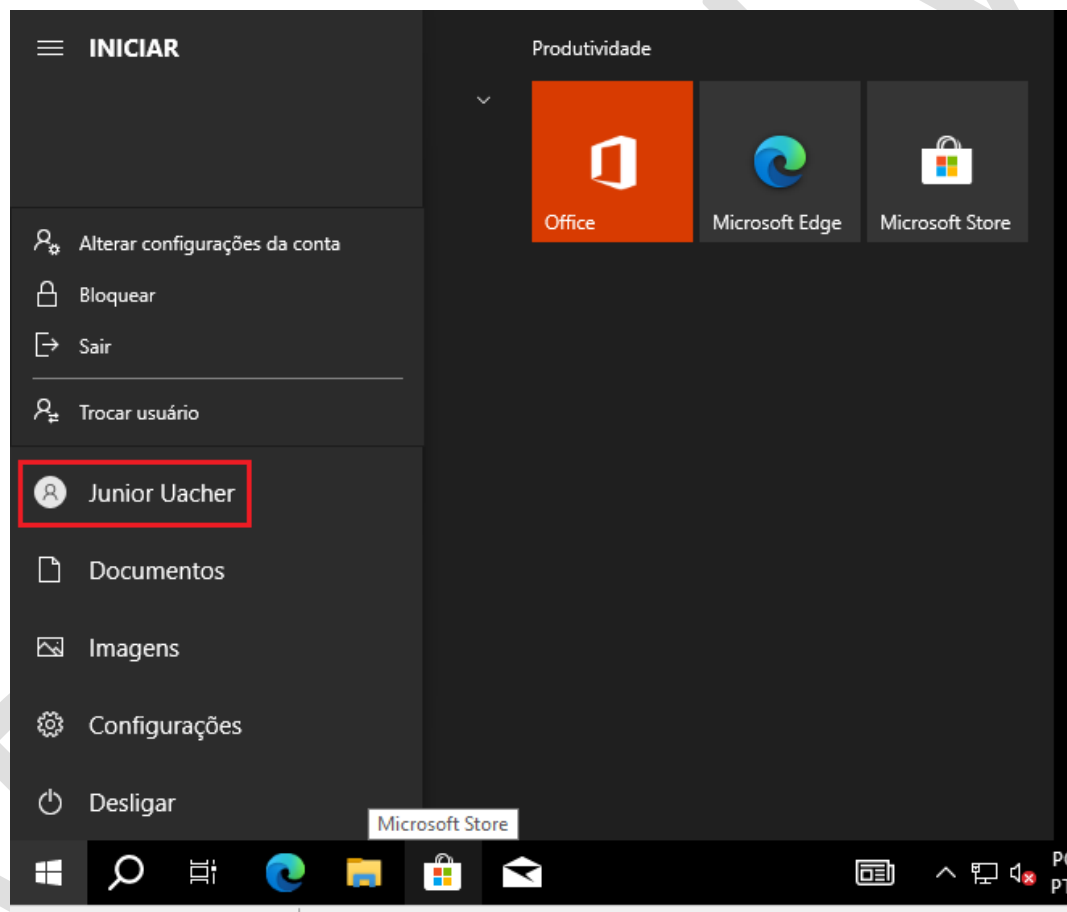 INICIAR
Produtividade
Office
Microsoft Edge
Microsoft Store
Alterar configurações da conta
Bloquear
Sair
Trocar usuário
Junior Uacher
Documentos
Imagens
Configurações
Desligar
Microsoft Store